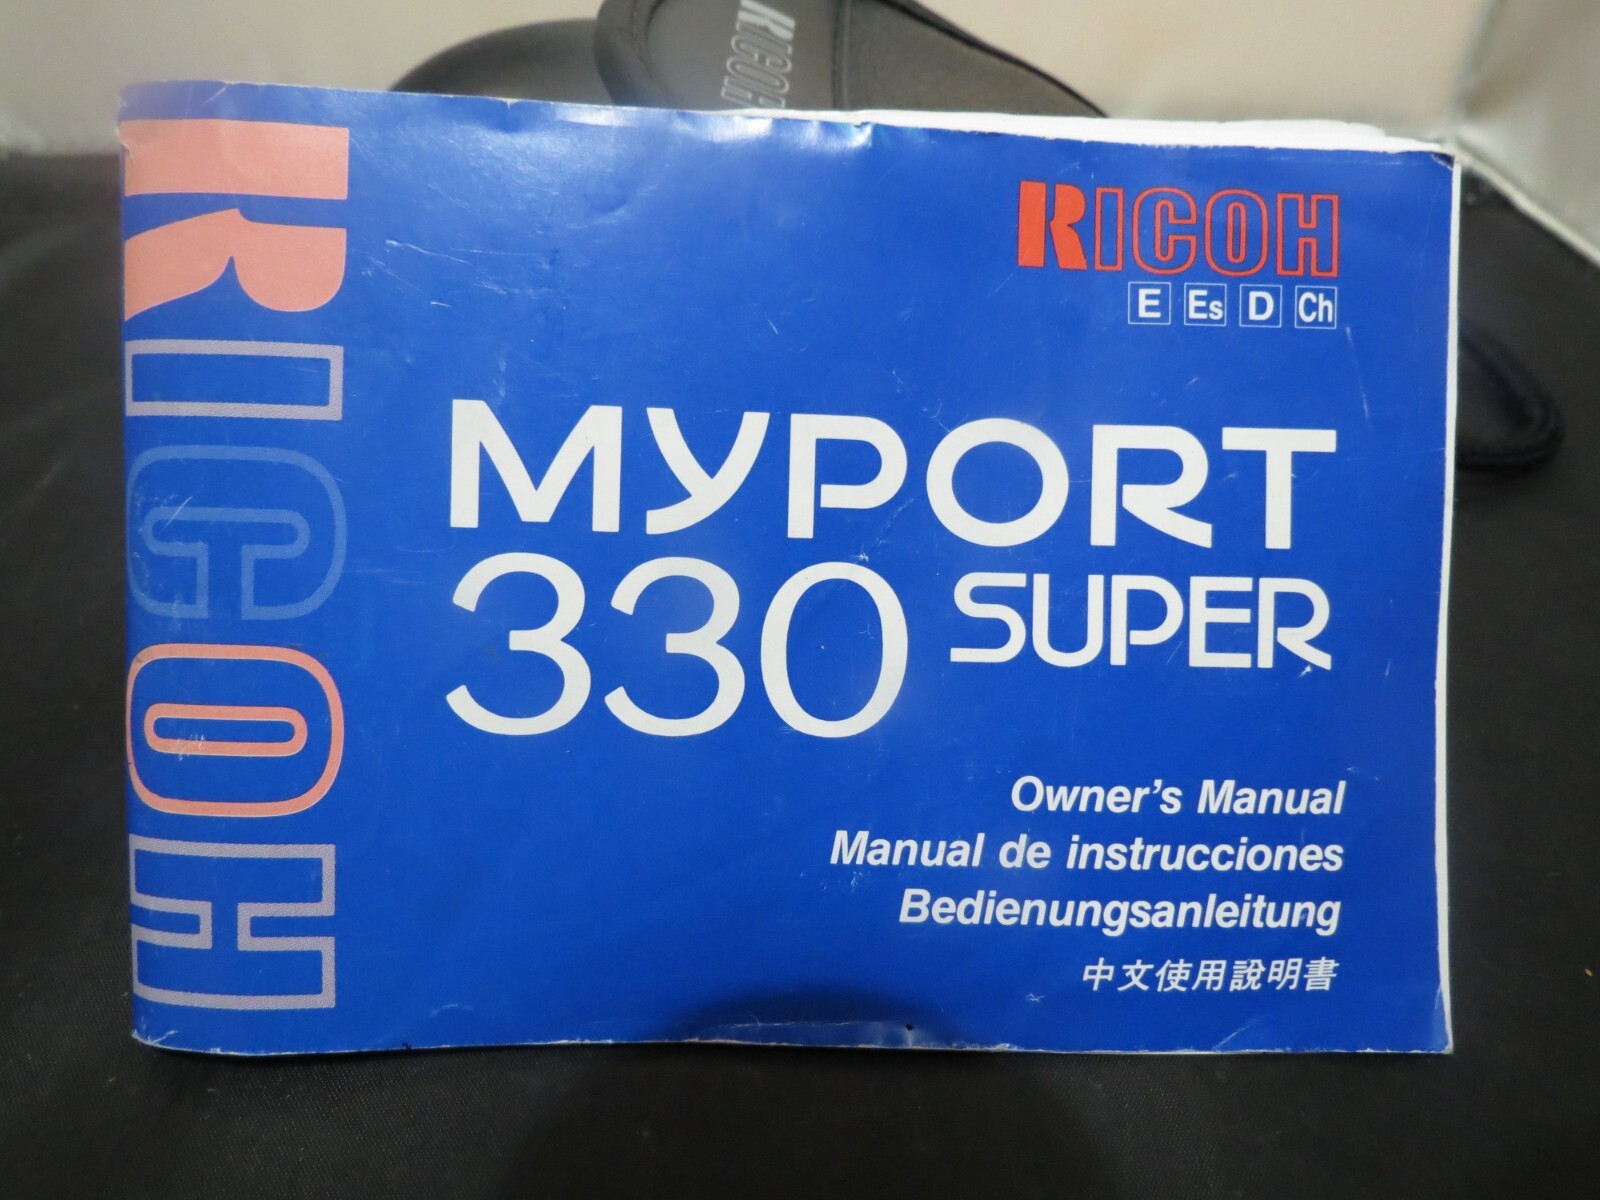 RICOH
RICOH
RICOH
E Es D Ch
MYPORT
330 SUPER
Owner's Manual
Manual de instrucciones
Bedienungsanleitung
中文使用說明書